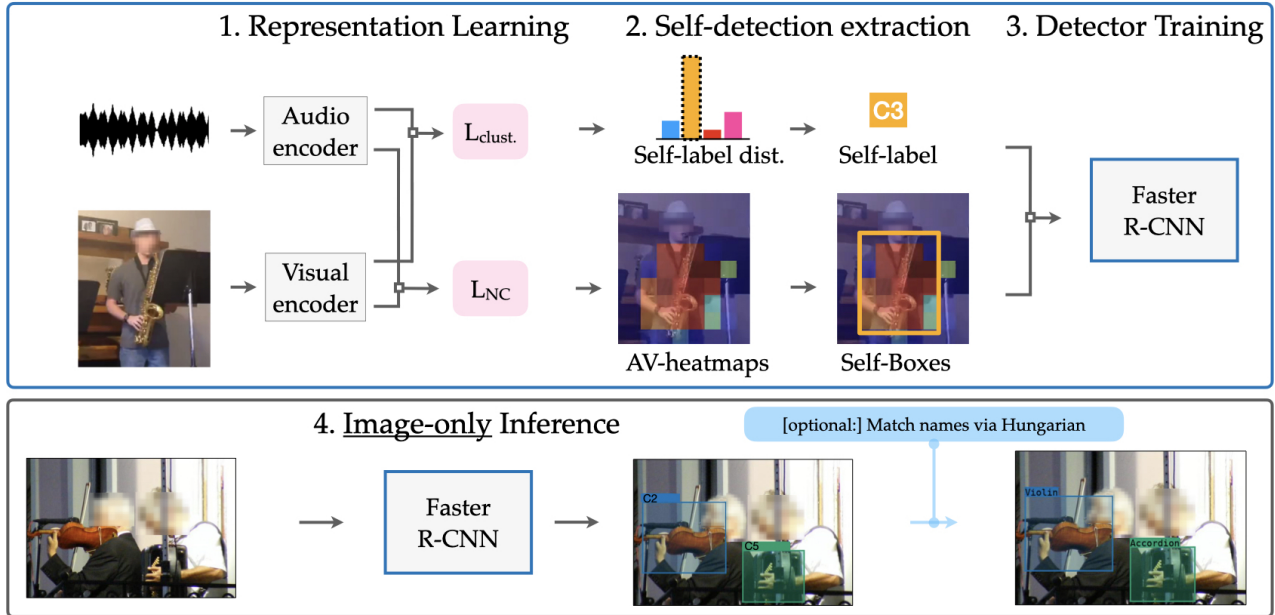 1. Representation Learning
2. Self-detection extraction
3. Detector Training
Audio
encoder
L_clust.
Self-label dist.
C3
Self-label
Visual
encoder
L_NC
AV-heatmaps
Self-Boxes
Faster
R-CNN
4. Image-only Inference
[optional:] Match names via Hungarian
Faster
R-CNN
C2
C5
Violin
Accordion